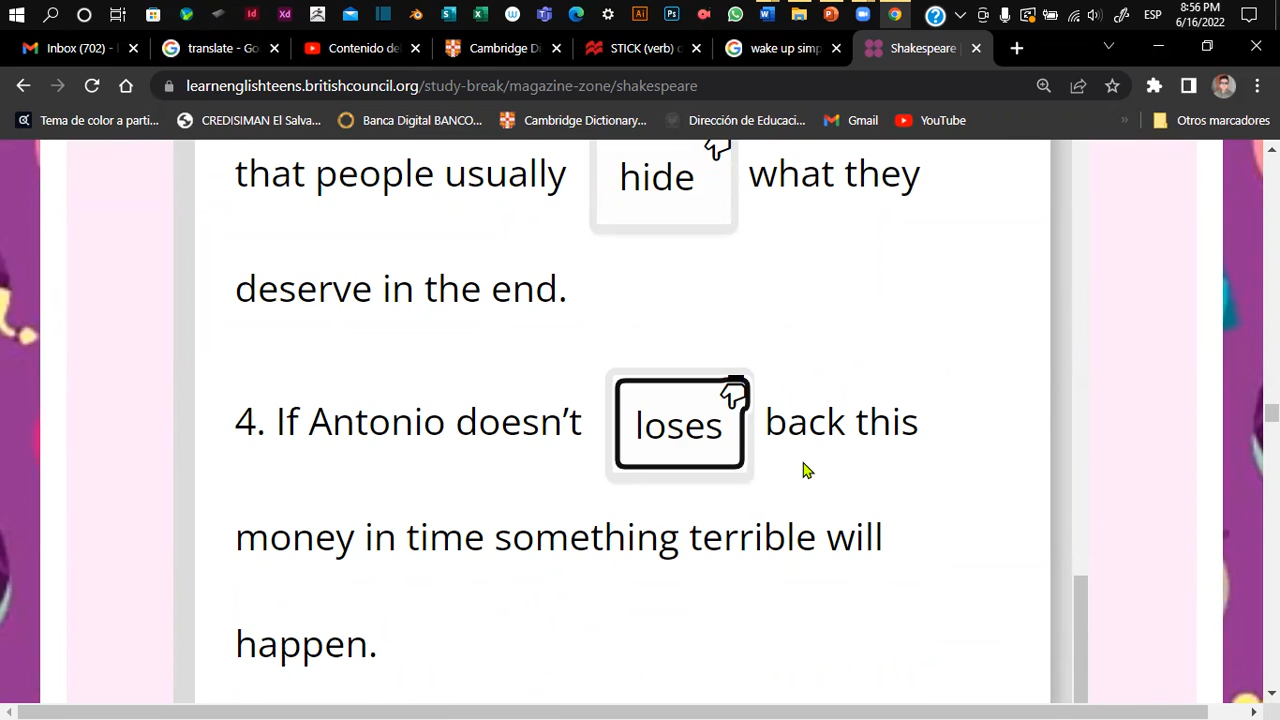 8:56 PM
ESP
6/16/2022
Inbox (702) -
translate - Go
Contenido de
Cambridge D
STICK (verb)
wake up simp
Shakespeare
learnenglishteens.britishcouncil.org/study-break/magazine-zone/shakespeare
Tema de color a parti...
CREDISIMAN El Salva...
Banca Digital BANCO...
Cambridge Dictionary...
Dirección de Educaci...
Gmail
YouTube
Otros marcadores
that people usually hide what they
deserve in the end.
4. If Antonio doesn’t loses back this
money in time something terrible will
happen.